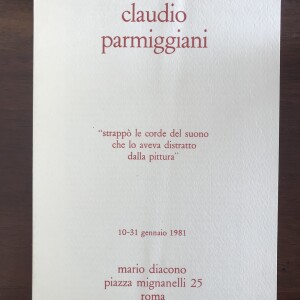 claudio
parmiggiani
"strappò le corde del suono
che lo aveva distratto
dalla pittura"
10-31 gennaio 1981
mario diacono
piazza mignanelli 25
roma